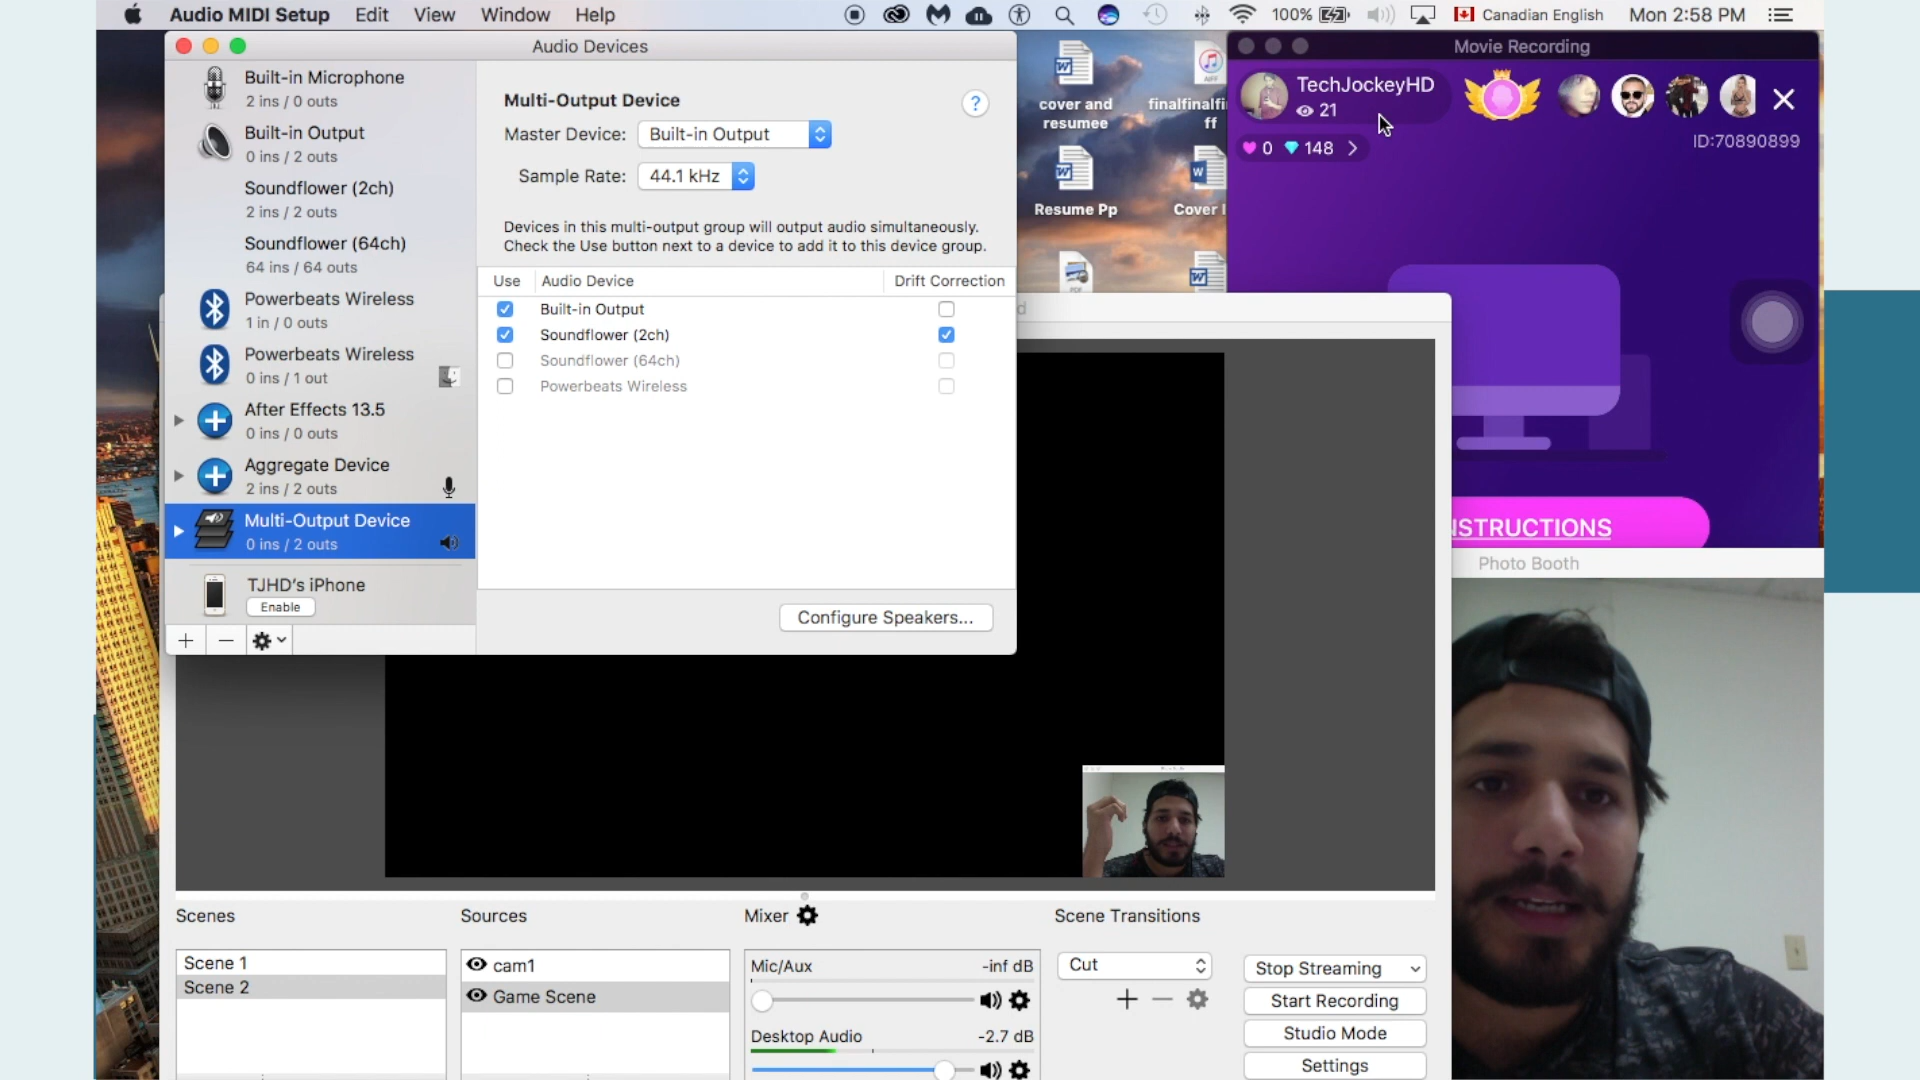 Audio MIDI Setup Edit View Window Help 100% Canadian English Mon 2:58 PM
Audio Devices
Built-in Microphone
2 ins / 0 outs
Built-in Output
0 ins / 2 outs
Soundflower (2ch)
2 ins / 2 outs
Soundflower (64ch)
64 ins / 64 outs
Powerbeats Wireless
1 in / 0 outs
Powerbeats Wireless
0 ins / 1 out
After Effects 13.5
0 ins / 0 outs
Aggregate Device
2 ins / 2 outs
Multi-Output Device
0 ins / 2 outs
TJHD's iPhone
Enable
Multi-Output Device
?
Master Device: Built-in Output
Sample Rate: 44.1 kHz
Devices in this multi-output group will output audio simultaneously.
Check the Use button next to a device to add it to this device group.
Use Audio Device Drift Correction
Built-in Output
Soundflower (2ch)
Soundflower (64ch)
Powerbeats Wireless
Configure Speakers...
cover and
resumee
finalfinalfi
ff
Resume Pp
Cover
PDF
Movie Recording
TechJockeyHD
21
0 148
ID:70890899
NSTRUCTIONS
Photo Booth
d
Scenes
Scene 1
Scene 2
Sources
cam1
Game Scene
Mixer
Mic/Aux -inf dB
Desktop Audio -2.7 dB
Scene Transitions
Cut
Stop Streaming
Start Recording
Studio Mode
Settings